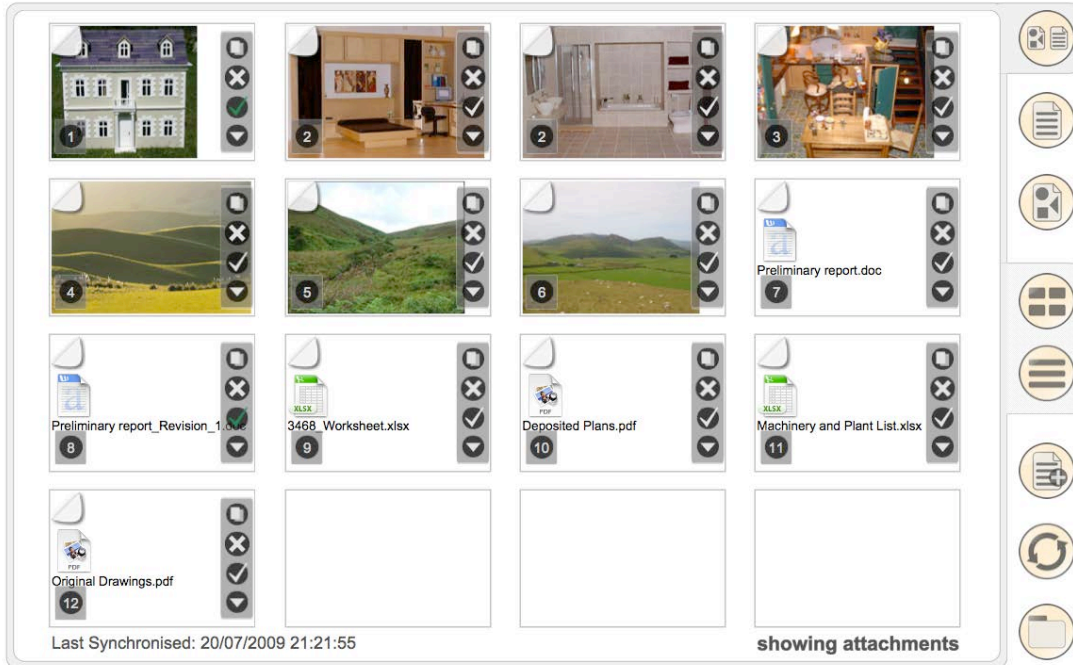 1
2
2
3
4
5
6
Preliminary report.doc
7
Preliminary report_Revision_1.doc
8
XLSX
3468_Worksheet.xlsx
9
PDF
Deposited Plans.pdf
10
XLSX
Machinery and Plant List.xlsx
11
PDF
Original Drawings.pdf
12
Last Synchronised: 20/07/2009 21:21:55
showing attachments